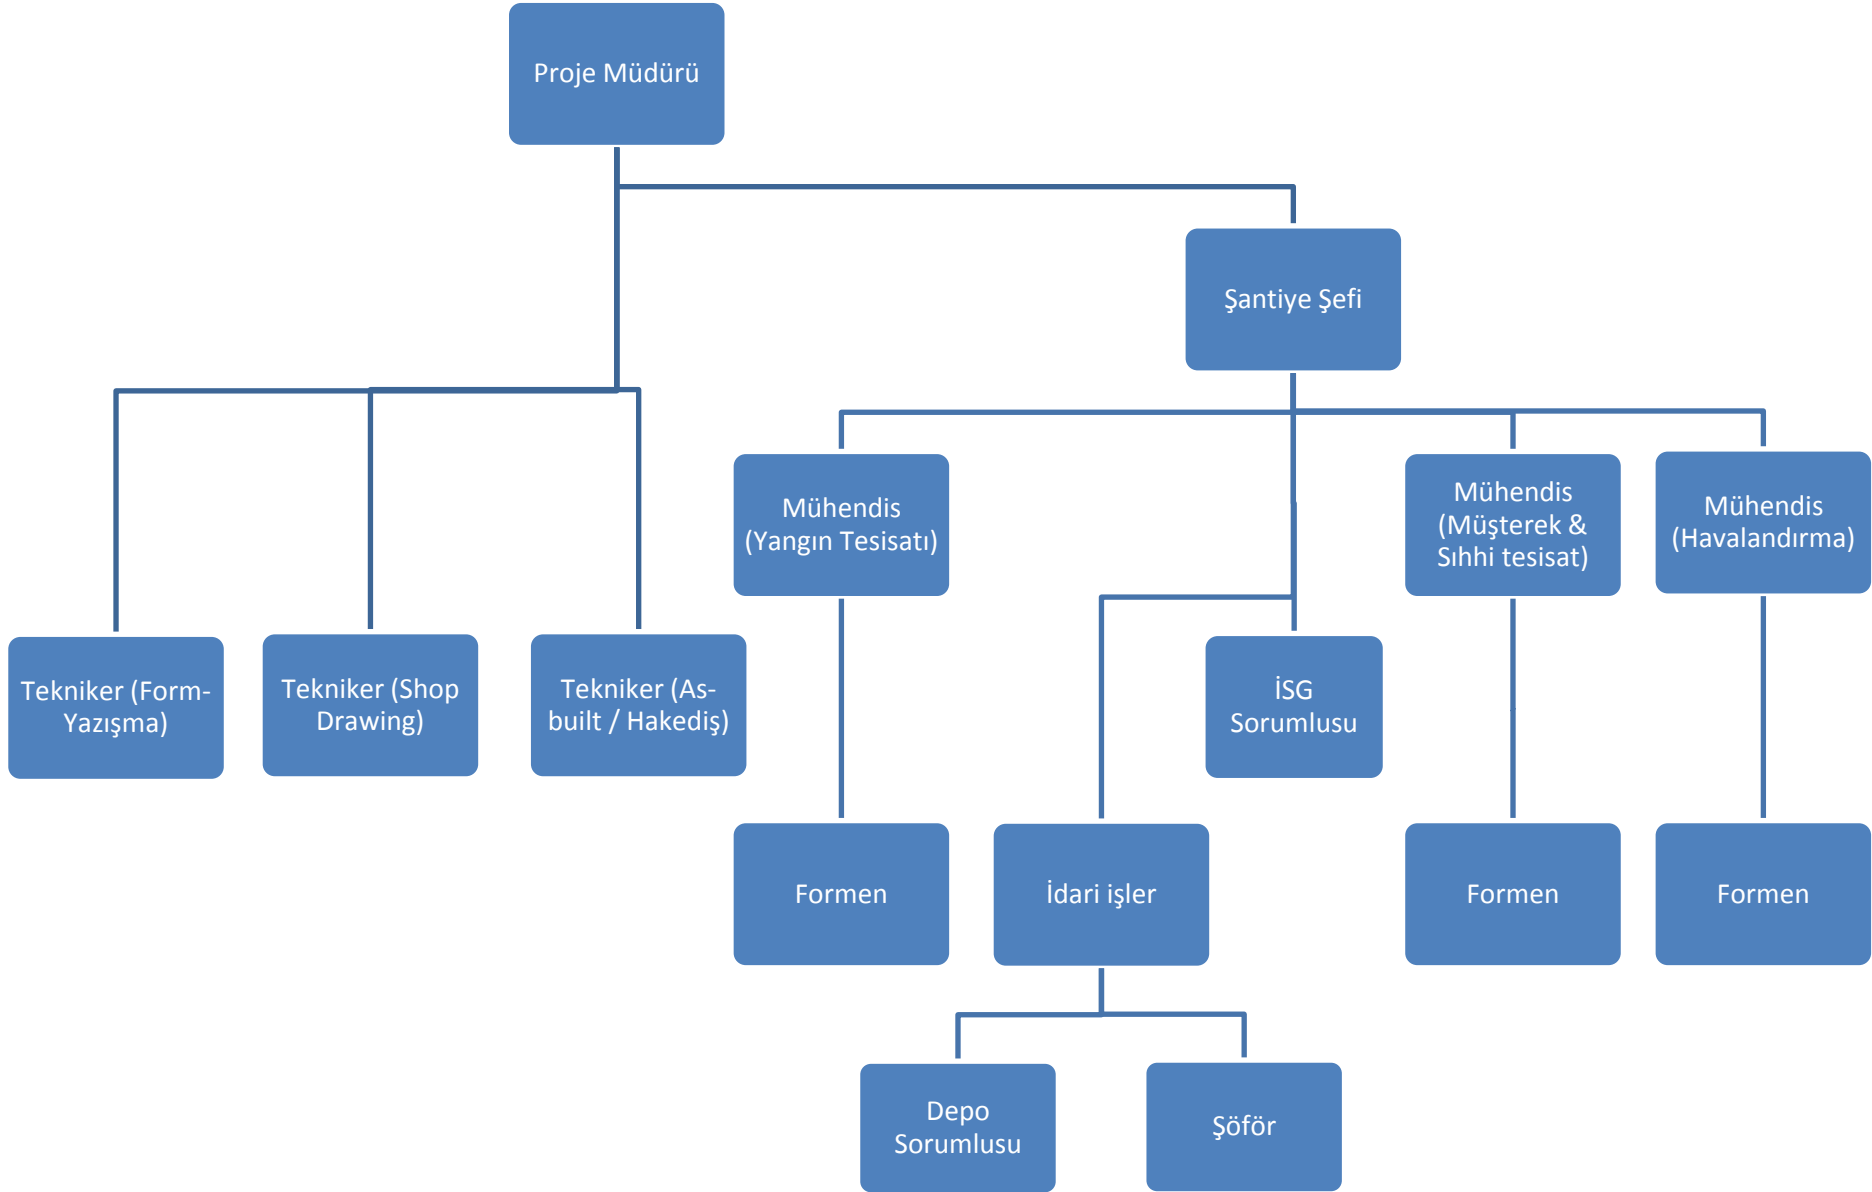 Proje Müdürü
Şantiye Şefi
Mühendis
(Yangın Tesisatı)
Mühendis
(Müşterek &
Sıhhi tesisat)
Mühendis
(Havalandırma)
Tekniker (Form-
Yazışma)
Tekniker (Shop
Drawing)
Tekniker (As-
built / Hakediş)
İSG
Sorumlusu
Formen
İdari işler
Formen
Formen
Depo
Sorumlusu
Şöför